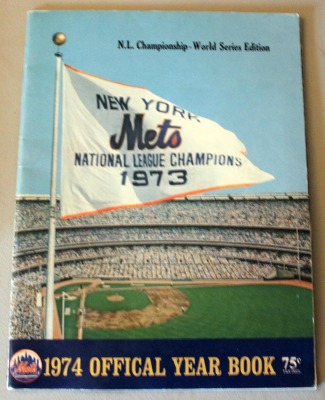 N.L. Championship - World Series Edition
NEW YORK
Mets
NATIONAL LEAGUE CHAMPIONS
1973
1974 OFFICAL YEAR BOOK 75¢